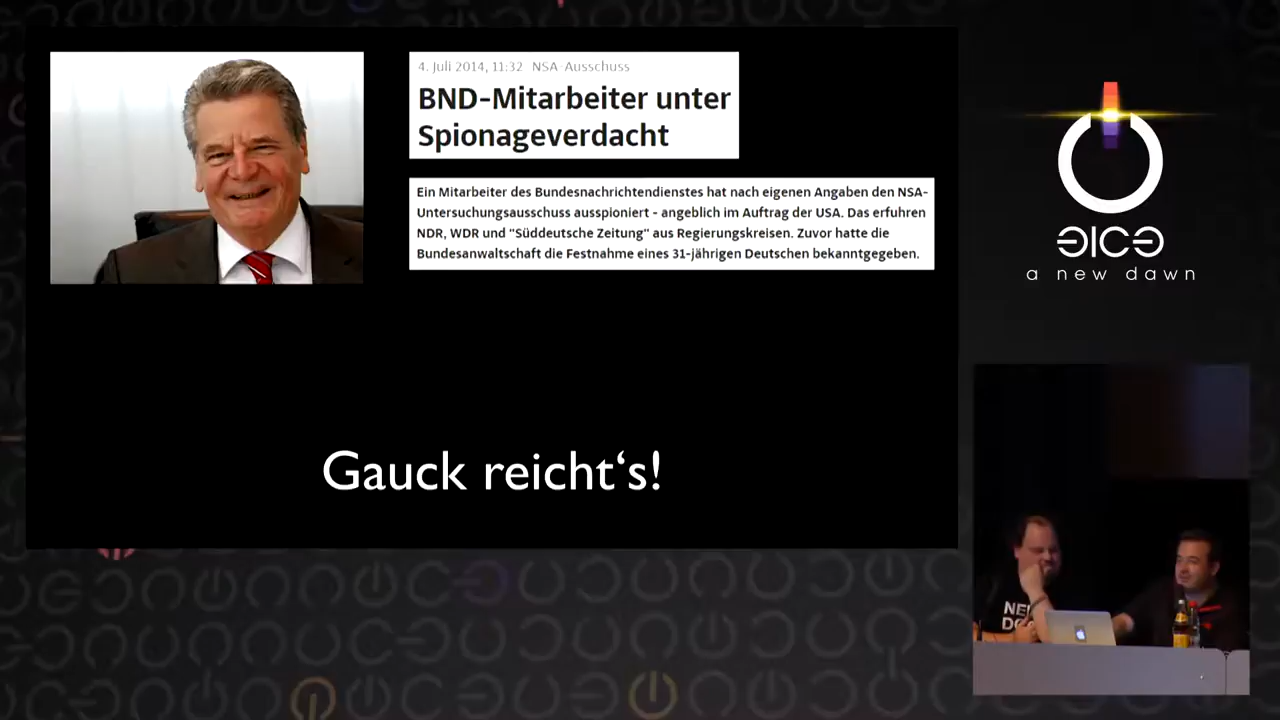 4. Juli 2014, 11:32 NSA-Ausschuss
BND-Mitarbeiter unter
Spionageverdacht
Ein Mitarbeiter des Bundesnachrichtendienstes hat nach eigenen Angaben den NSA-
Untersuchungsausschuss ausspioniert - angeblich im Auftrag der USA. Das erfuhren
NDR, WDR und "Süddeutsche Zeitung" aus Regierungskreisen. Zuvor hatte die
Bundesanwaltschaft die Festnahme eines 31-jährigen Deutschen bekanntgegeben.
Gauck reicht‘s!
a new dawn